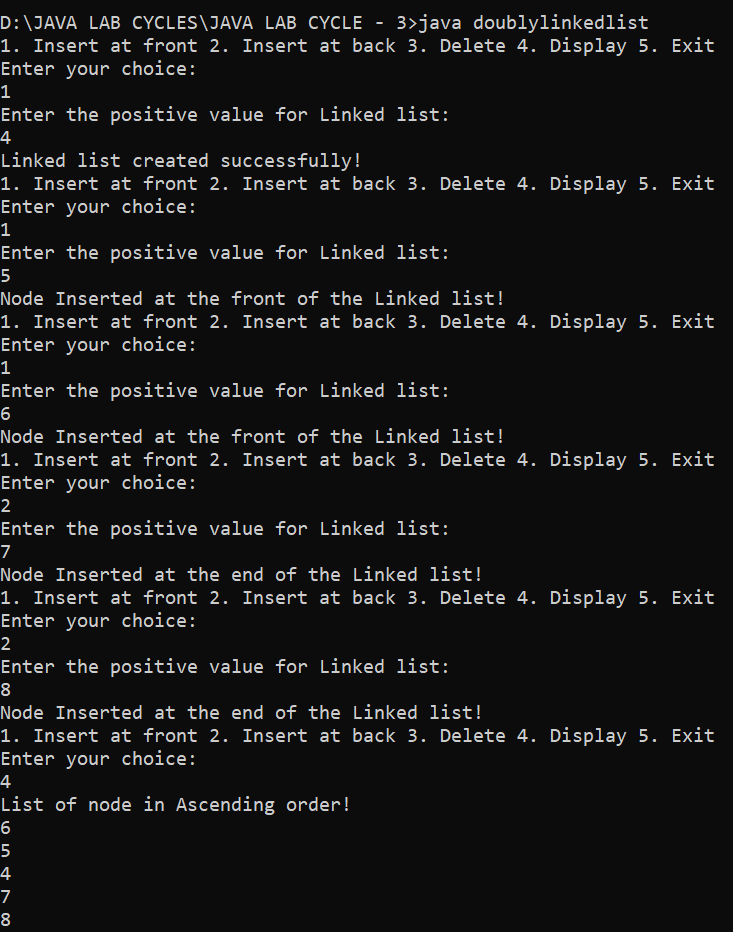 D:\JAVA LAB CYCLES\JAVA LAB CYCLE - 3>java doublylinkedlist
1. Insert at front 2. Insert at back 3. Delete 4. Display 5. Exit
Enter your choice:
1
Enter the positive value for Linked list:
4
Linked list created successfully!
1. Insert at front 2. Insert at back 3. Delete 4. Display 5. Exit
Enter your choice:
1
Enter the positive value for Linked list:
5
Node Inserted at the front of the Linked list!
1. Insert at front 2. Insert at back 3. Delete 4. Display 5. Exit
Enter your choice:
1
Enter the positive value for Linked list:
6
Node Inserted at the front of the Linked list!
1. Insert at front 2. Insert at back 3. Delete 4. Display 5. Exit
Enter your choice:
2
Enter the positive value for Linked list:
7
Node Inserted at the end of the Linked list!
1. Insert at front 2. Insert at back 3. Delete 4. Display 5. Exit
Enter your choice:
2
Enter the positive value for Linked list:
8
Node Inserted at the end of the Linked list!
1. Insert at front 2. Insert at back 3. Delete 4. Display 5. Exit
Enter your choice:
4
List of node in Ascending order!
6
5
4
7
8